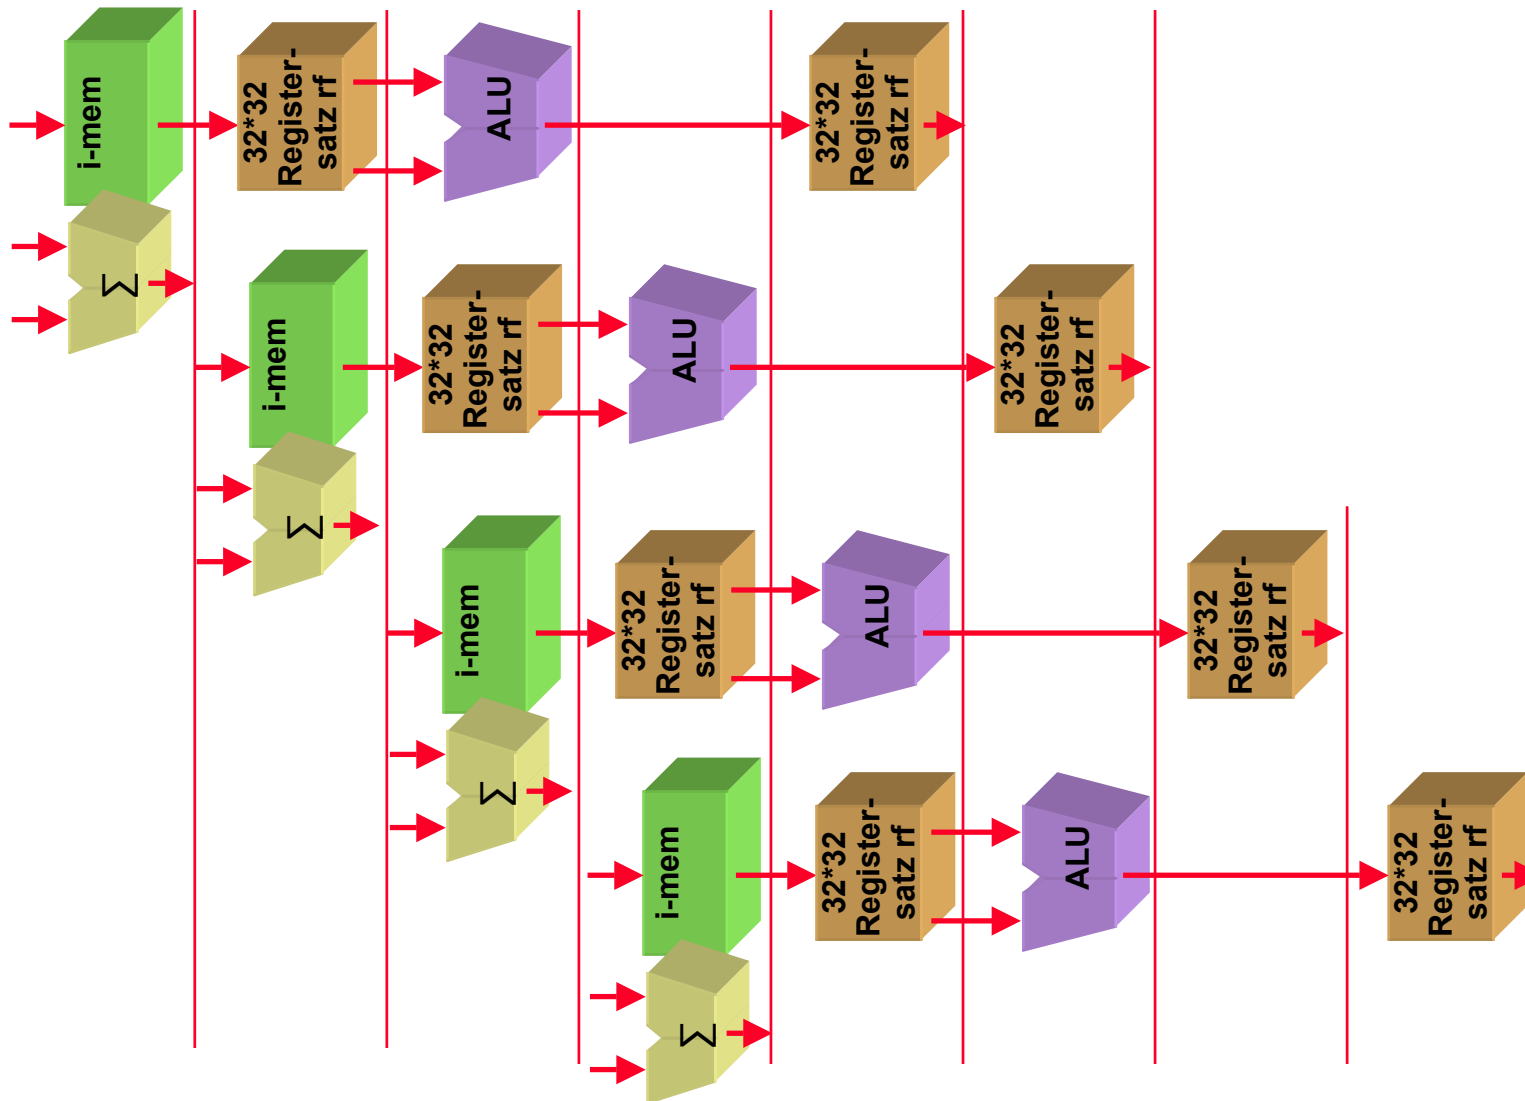 i-mem
32*32
Register-
satz rf
ALU
32*32
Register-
satz rf
Σ
i-mem
32*32
Register-
satz rf
ALU
32*32
Register-
satz rf
Σ
i-mem
32*32
Register-
satz rf
ALU
32*32
Register-
satz rf
Σ
i-mem
32*32
Register-
satz rf
ALU
32*32
Register-
satz rf
Σ